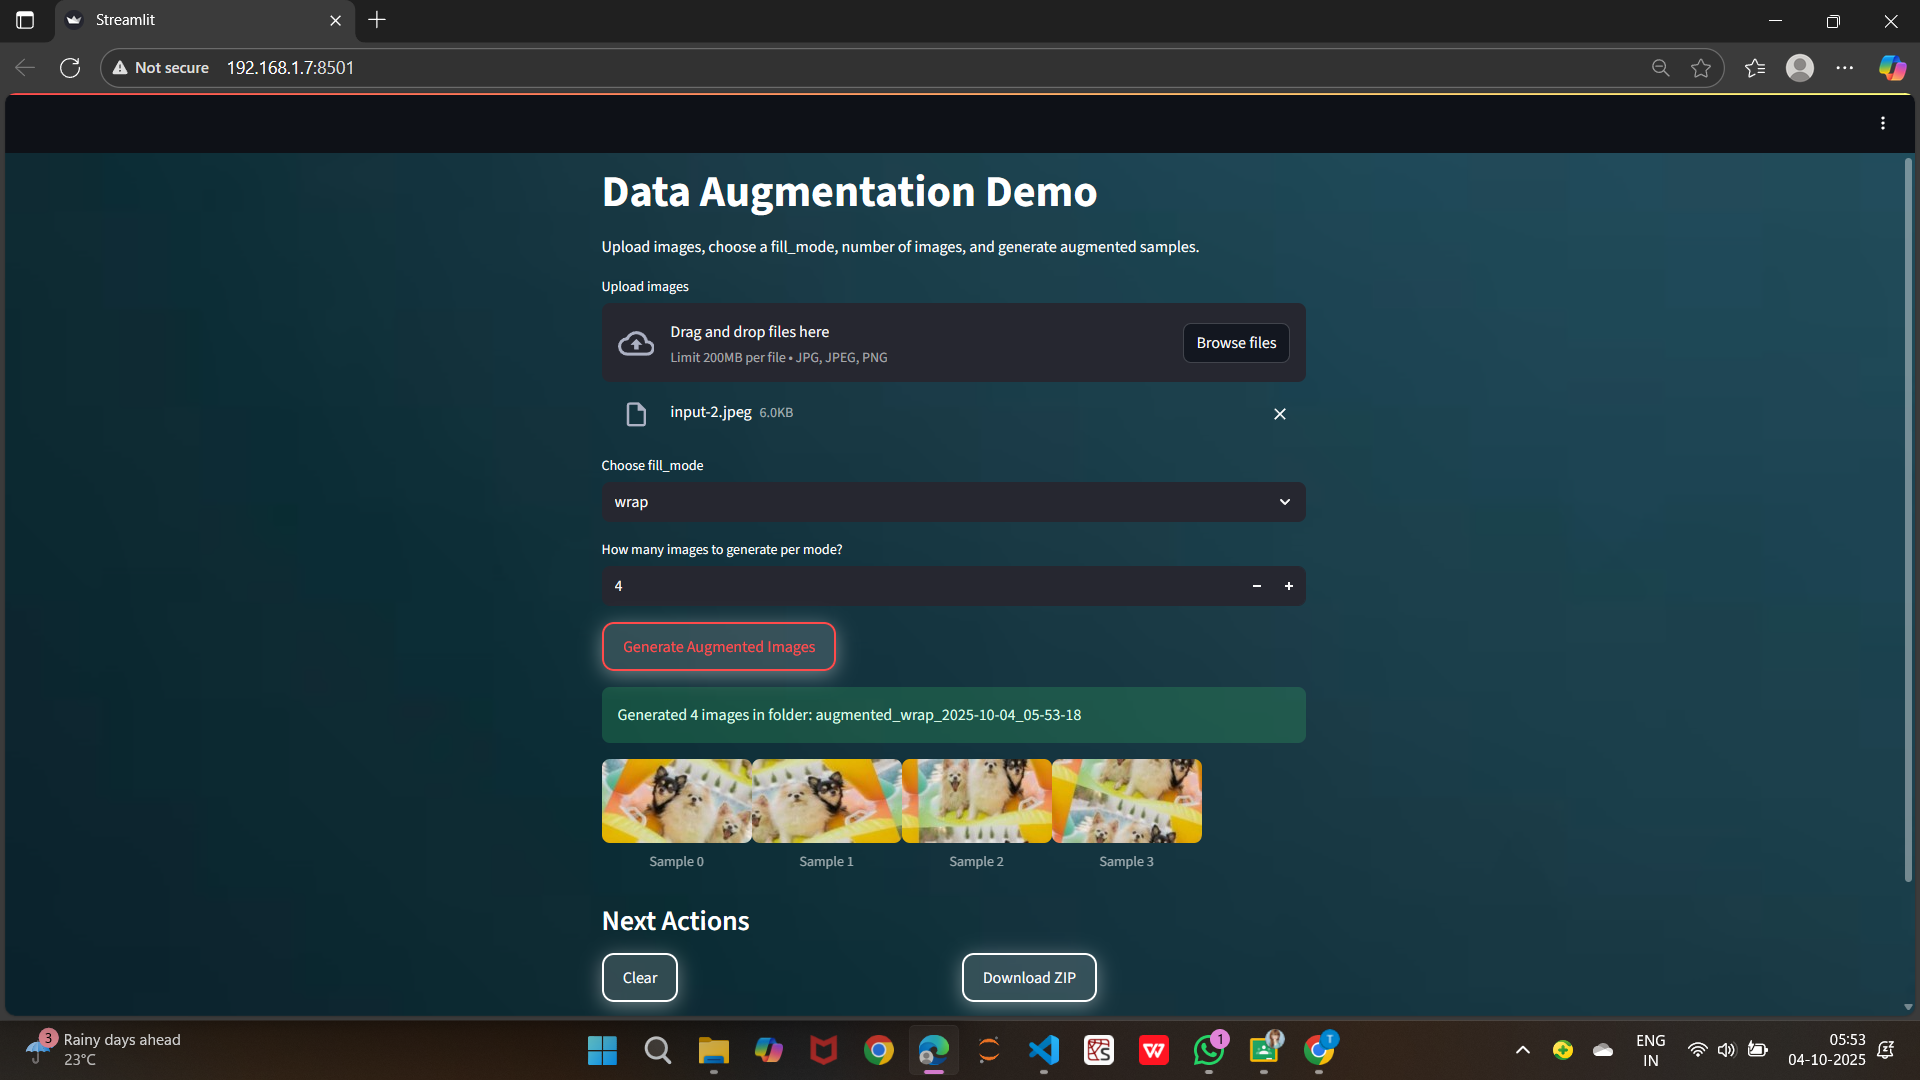 Streamlit
Not secure 192.168.1.7:8501
Data Augmentation Demo
Upload images, choose a fill_mode, number of images, and generate augmented samples.
Upload images
Drag and drop files here
Limit 200MB per file • JPG, JPEG, PNG
Browse files
input-2.jpeg 6.0KB
Choose fill_mode
wrap
How many images to generate per mode?
4
Generate Augmented Images
Generated 4 images in folder: augmented_wrap_2025-10-04_05-53-18
Sample 0 Sample 1 Sample 2 Sample 3
Next Actions
Clear Download ZIP
3 Rainy days ahead
23°C
W
1
T
ENG
IN
05:53
04-10-2025